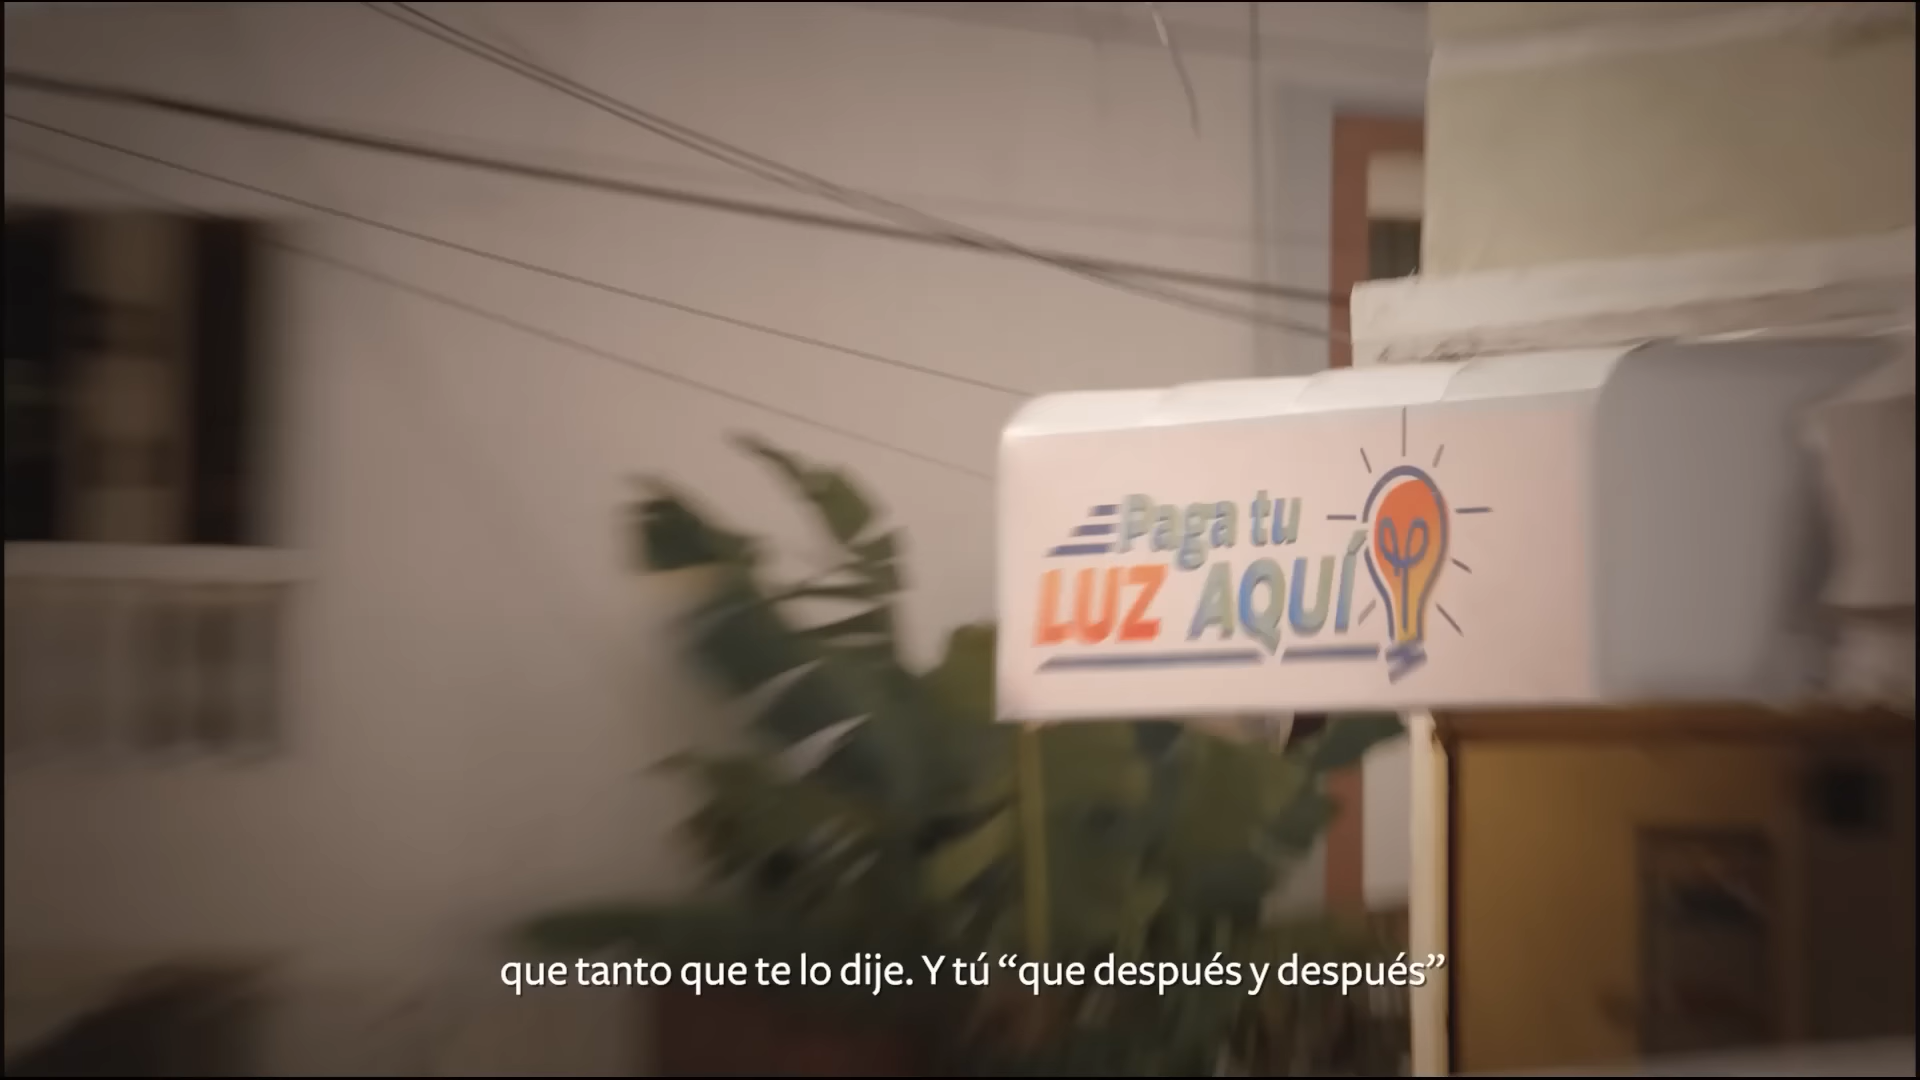 Paga tu
LUZ AQUÍ
que tanto que te lo dije. Y tú “que después y después”